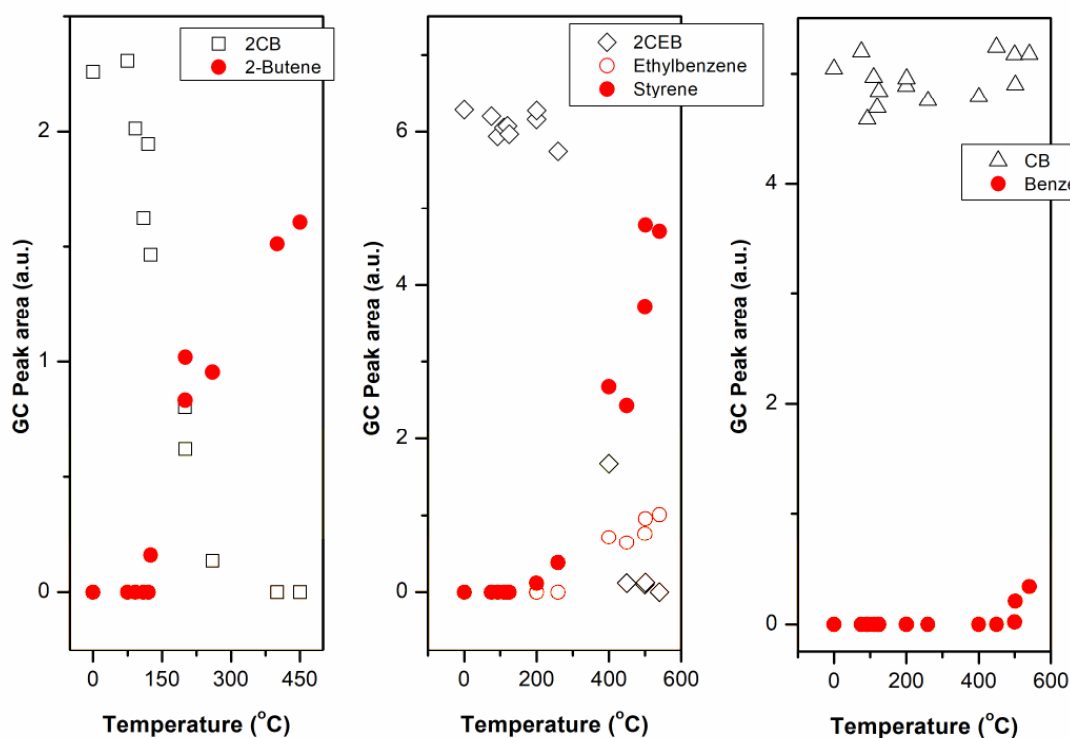 2CB
2-Butene
2
1
0
0
150
300
450
GC Peak area (a.u.)
Temperature (°C)
2CEB
Ethylbenzene
Styrene
6
4
2
0
0
200
400
600
GC Peak area (a.u.)
Temperature (°C)
CB
Benze
4
2
0
0
200
400
600
GC Peak area (a.u.)
Temperature (°C)